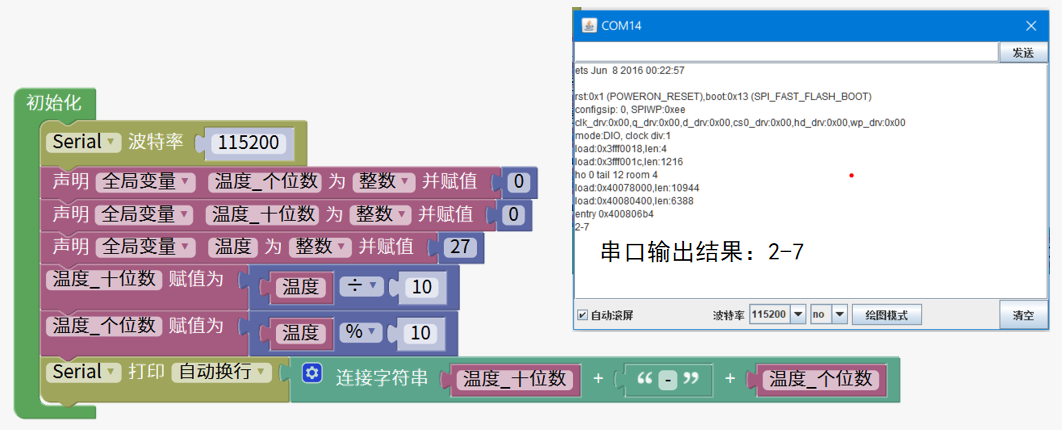 初始化
Serial 波特率 115200
声明 全局变量 温度_个位数 为 整数 并赋值 0
声明 全局变量 温度_十位数 为 整数 并赋值 0
声明 全局变量 温度 为 整数 并赋值 27
温度_十位数 赋值为 温度 ÷ 10
温度_个位数 赋值为 温度 % 10
Serial 打印 自动换行 连接字符串 温度_十位数 + “ - ” + 温度_个位数
COM14
发送
ets Jun 8 2016 00:22:57
rst:0x1 (POWERON_RESET),boot:0x13 (SPI_FAST_FLASH_BOOT)
configsip: 0, SPIWP:0xee
clk_drv:0x00,q_drv:0x00,d_drv:0x00,cs0_drv:0x00,hd_drv:0x00,wp_drv:0x00
mode:DIO, clock div:1
load:0x3fff0018,len:4
load:0x3fff001c,len:1216
ho 0 tail 12 room 4
load:0x40078000,len:10944
load:0x40080400,len:6388
entry 0x400806b4
2-7
串口输出结果：2-7
自动滚屏 波特率 115200 no 绘图模式 清空